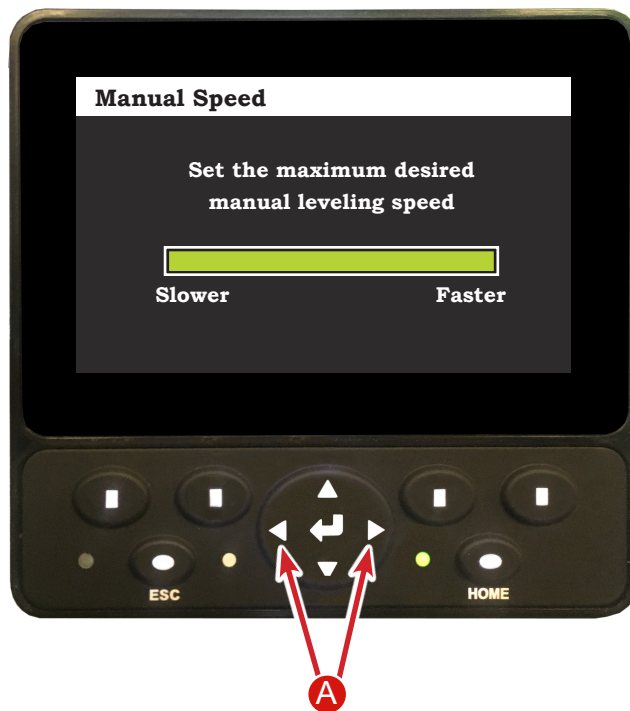 Manual Speed
Set the maximum desired
manual leveling speed
Slower Faster
ESC HOME
A